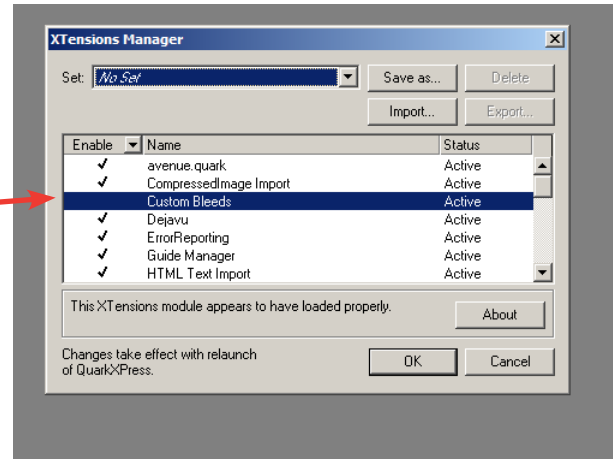 XTensions Manager
Set: No Set Save as... Delete
Import... Export...
Enable Name Status
avenue.quark Active
CompressedImage Import Active
Custom Bleeds Active
Dejavu Active
ErrorReporting Active
Guide Manager Active
HTML Text Import Active
This XTensions module appears to have loaded properly. About
Changes take effect with relaunch
of QuarkXPress. OK Cancel